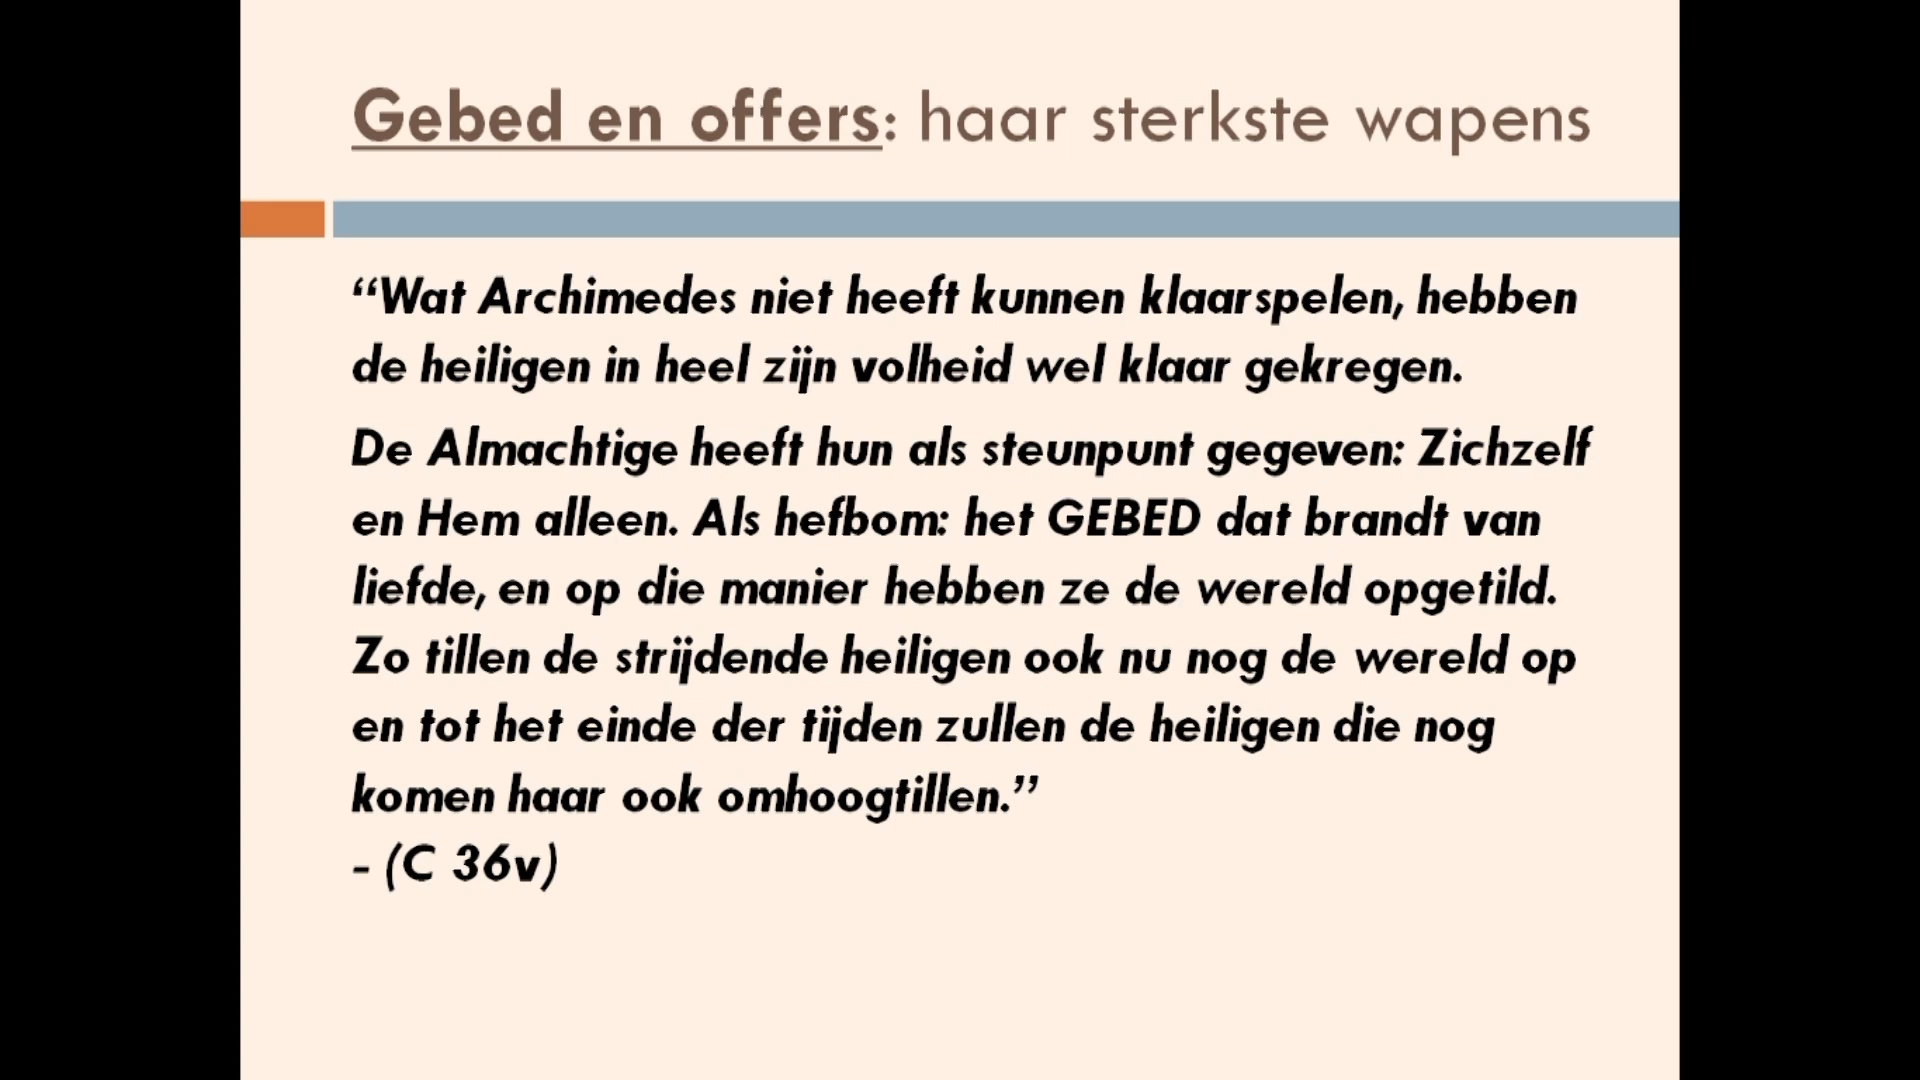 Gebed en offers: haar sterkste wapens
“Wat Archimedes niet heeft kunnen klaarspelen, hebben
de heiligen in heel zijn volheid wel klaar gekregen.
De Almachtige heeft hun als steunpunt gegeven: Zichzelf
en Hem alleen. Als hefbom: het GEBED dat brandt van
liefde, en op die manier hebben ze de wereld opgetild.
Zo tillen de strijdende heiligen ook nu nog de wereld op
en tot het einde der tijden zullen de heiligen die nog
komen haar ook omhoogtillen.”
- (C 36v)